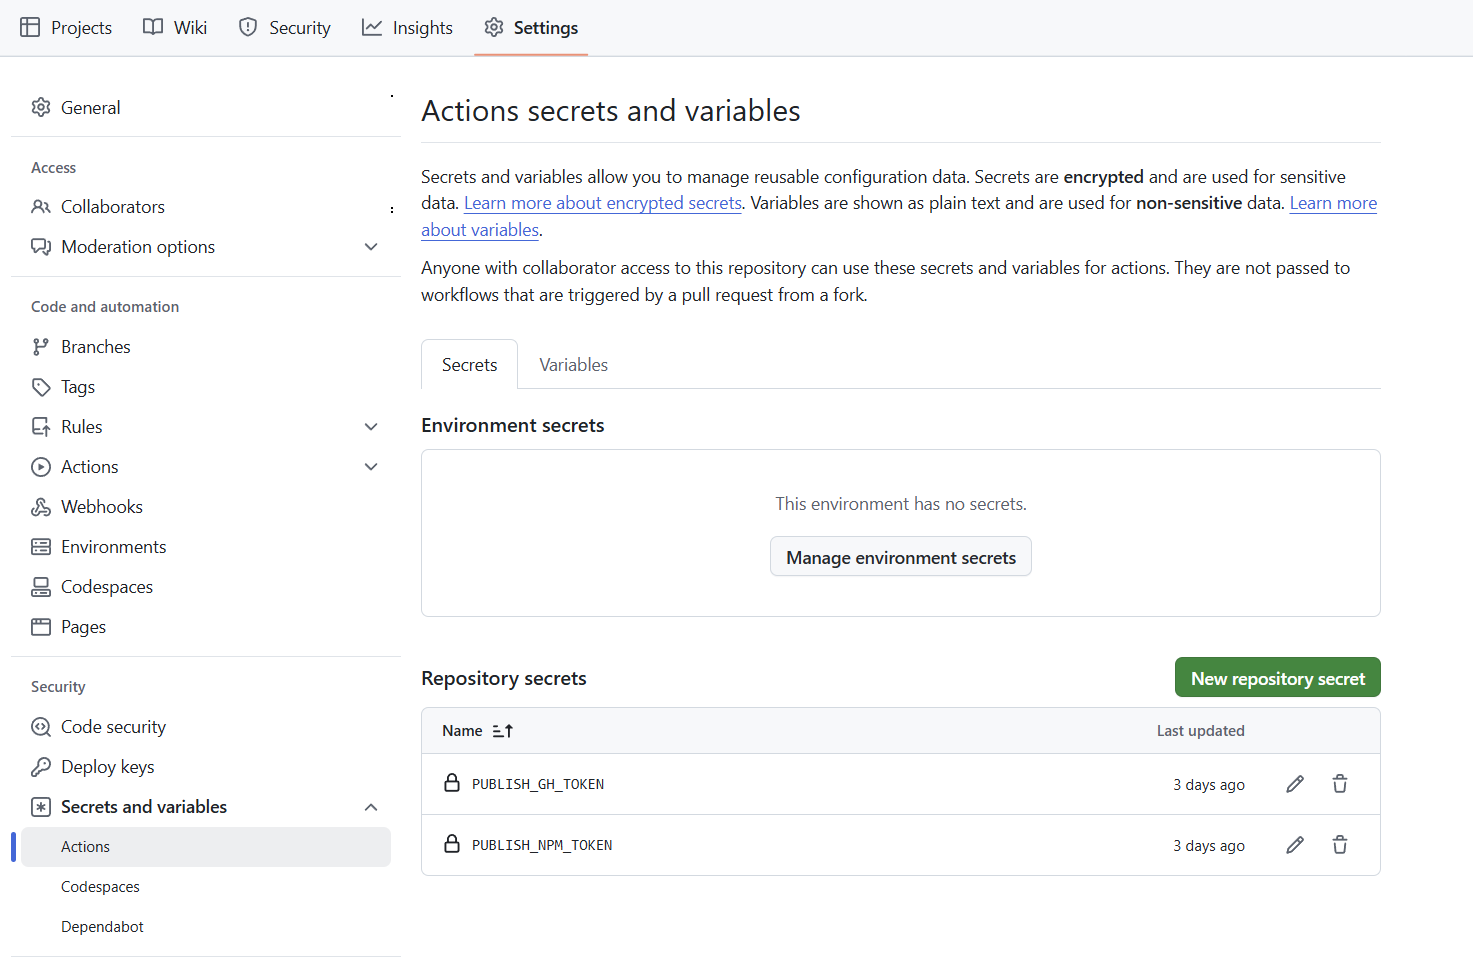 Projects Wiki Security Insights Settings
General
Access
Collaborators
Moderation options
Code and automation
Branches
Tags
Rules
Actions
Webhooks
Environments
Codespaces
Pages
Security
Code security
Deploy keys
Secrets and variables
Actions
Codespaces
Dependabot
Actions secrets and variables
Secrets and variables allow you to manage reusable configuration data. Secrets are encrypted and are used for sensitive
data. Learn more about encrypted secrets. Variables are shown as plain text and are used for non-sensitive data. Learn more
about variables.
Anyone with collaborator access to this repository can use these secrets and variables for actions. They are not passed to
workflows that are triggered by a pull request from a fork.
Secrets Variables
Environment secrets
This environment has no secrets.
Manage environment secrets
Repository secrets New repository secret
Name Last updated
PUBLISH_GH_TOKEN 3 days ago
PUBLISH_NPM_TOKEN 3 days ago